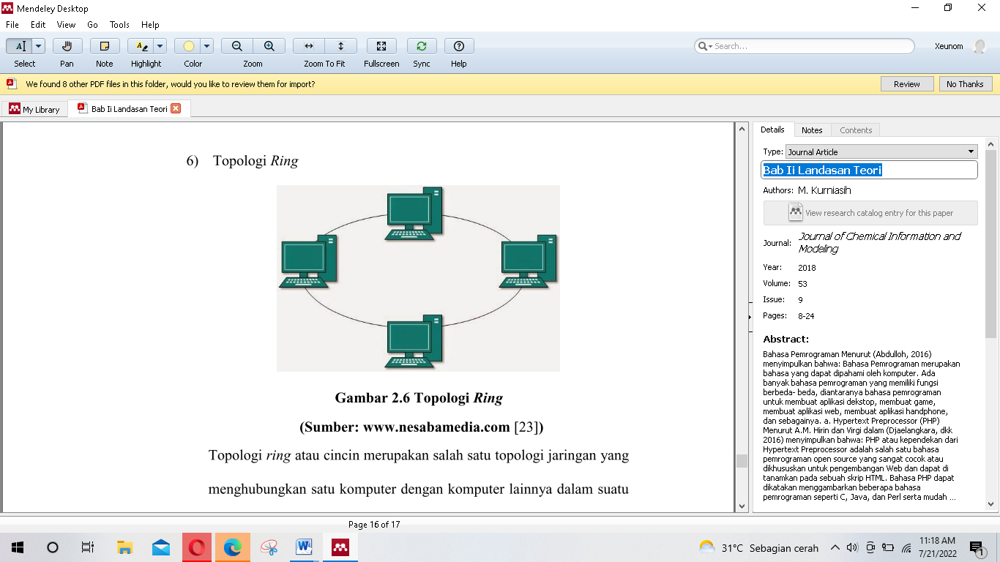 Mendeley Desktop
File Edit View Go Tools Help
Select Pan Note Highlight Color Zoom Zoom To Fit Fullscreen Sync Help
Search...
Xeunom
We found 8 other PDF files in this folder, would you like to review them for import?
Review No Thanks
My Library Bab Ii Landasan Teori
6) Topologi Ring
Gambar 2.6 Topologi Ring
(Sumber: www.nesabamedia.com [23])
Topologi ring atau cincin merupakan salah satu topologi jaringan yang
menghubungkan satu komputer dengan komputer lainnya dalam suatu
Details Notes Contents
Type: Journal Article
Bab Ii Landasan Teori
Authors: M. Kurniasih
View research catalog entry for this paper
Journal: Journal of Chemical Information and
Modeling
Year: 2018
Volume: 53
Issue: 9
Pages: 8-24
Abstract:
Bahasa Pemrograman Menurut (Abdulloh, 2016)
menyimpulkan bahwa: Bahasa Pemrograman merupakan
bahasa yang dapat dipahami oleh komputer. Ada
banyak bahasa pemrograman yang memiliki fungsi
berbeda- beda, diantaranya bahasa pemrograman
untuk membuat aplikasi dekstop, membuat game,
membuat aplikasi web, membuat aplikasi handphone,
dan sebagainya. a. Hypertext Preprocessor (PHP)
Menurut A.M. Hirin dan Virgi dalam (Djaelangkara, dkk
2016) menyimpulkan bahwa: PHP atau kependekan dari
Hypertext Preprocessor adalah salah satu bahasa
pemrograman open source yang sangat cocok atau
dikhususkan untuk pengembangan Web dan dapat di
tanamkan pada sebuah skrip HTML. Bahasa PHP dapat
dikatakan menggambarkan beberapa bahasa
pemrograman seperti C, Java, dan Perl serta mudah ...
Page 16 of 17
31°C Sebagian cerah
11:18 AM
7/21/2022
1